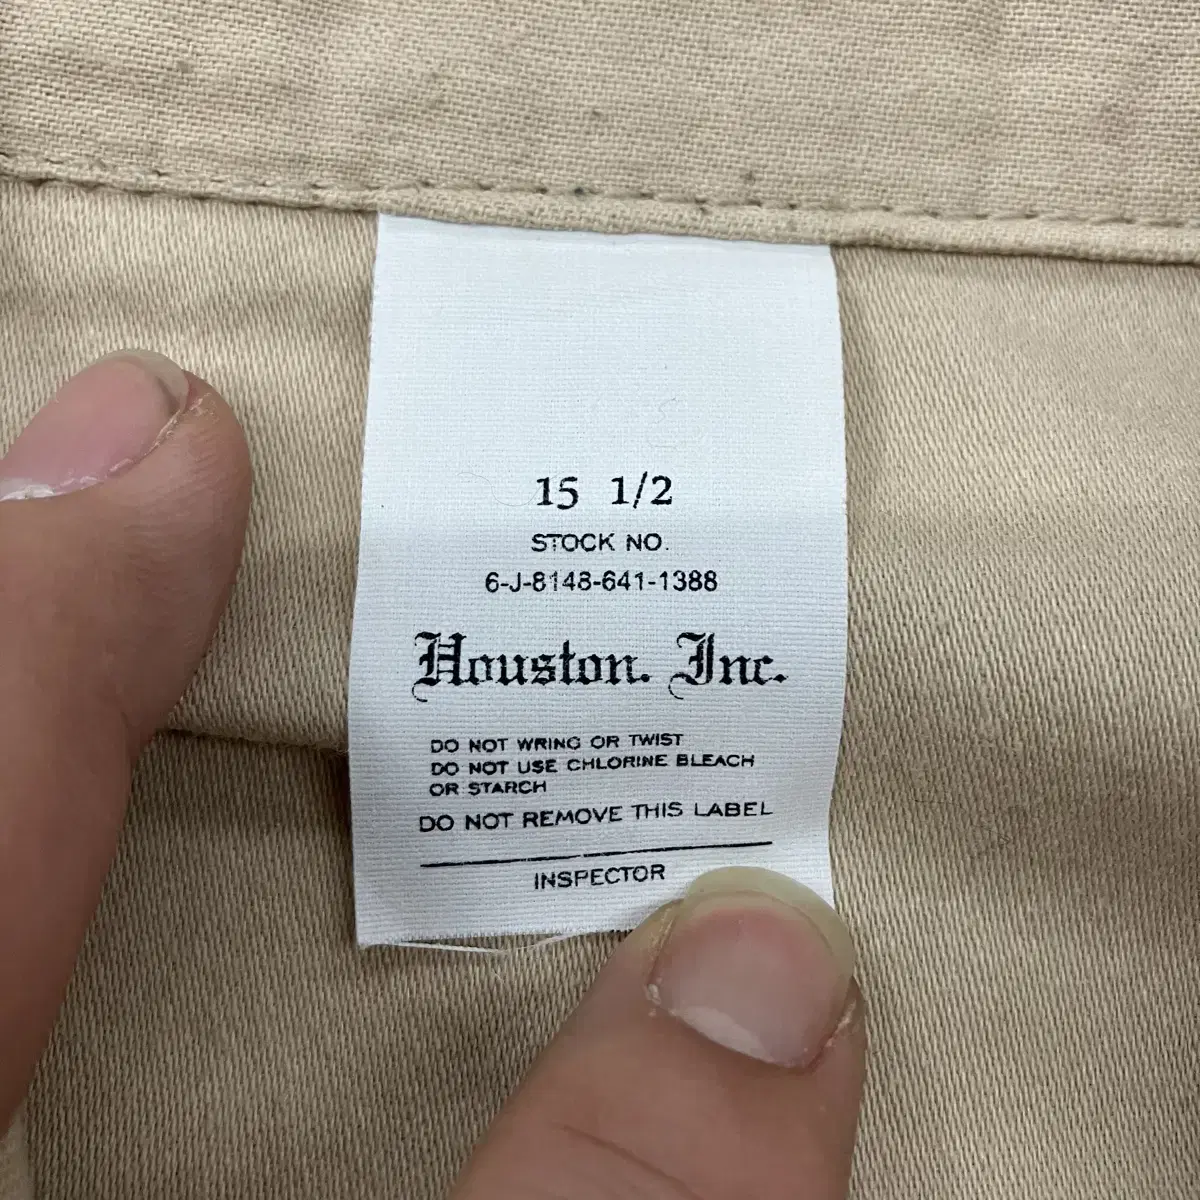 15 1/2
STOCK NO.
6-J-8148-641-1388
Houston. Inc.
DO NOT WRING OR TWIST
DO NOT USE CHLORINE BLEACH
OR STARCH
DO NOT REMOVE THIS LABEL
INSPECTOR